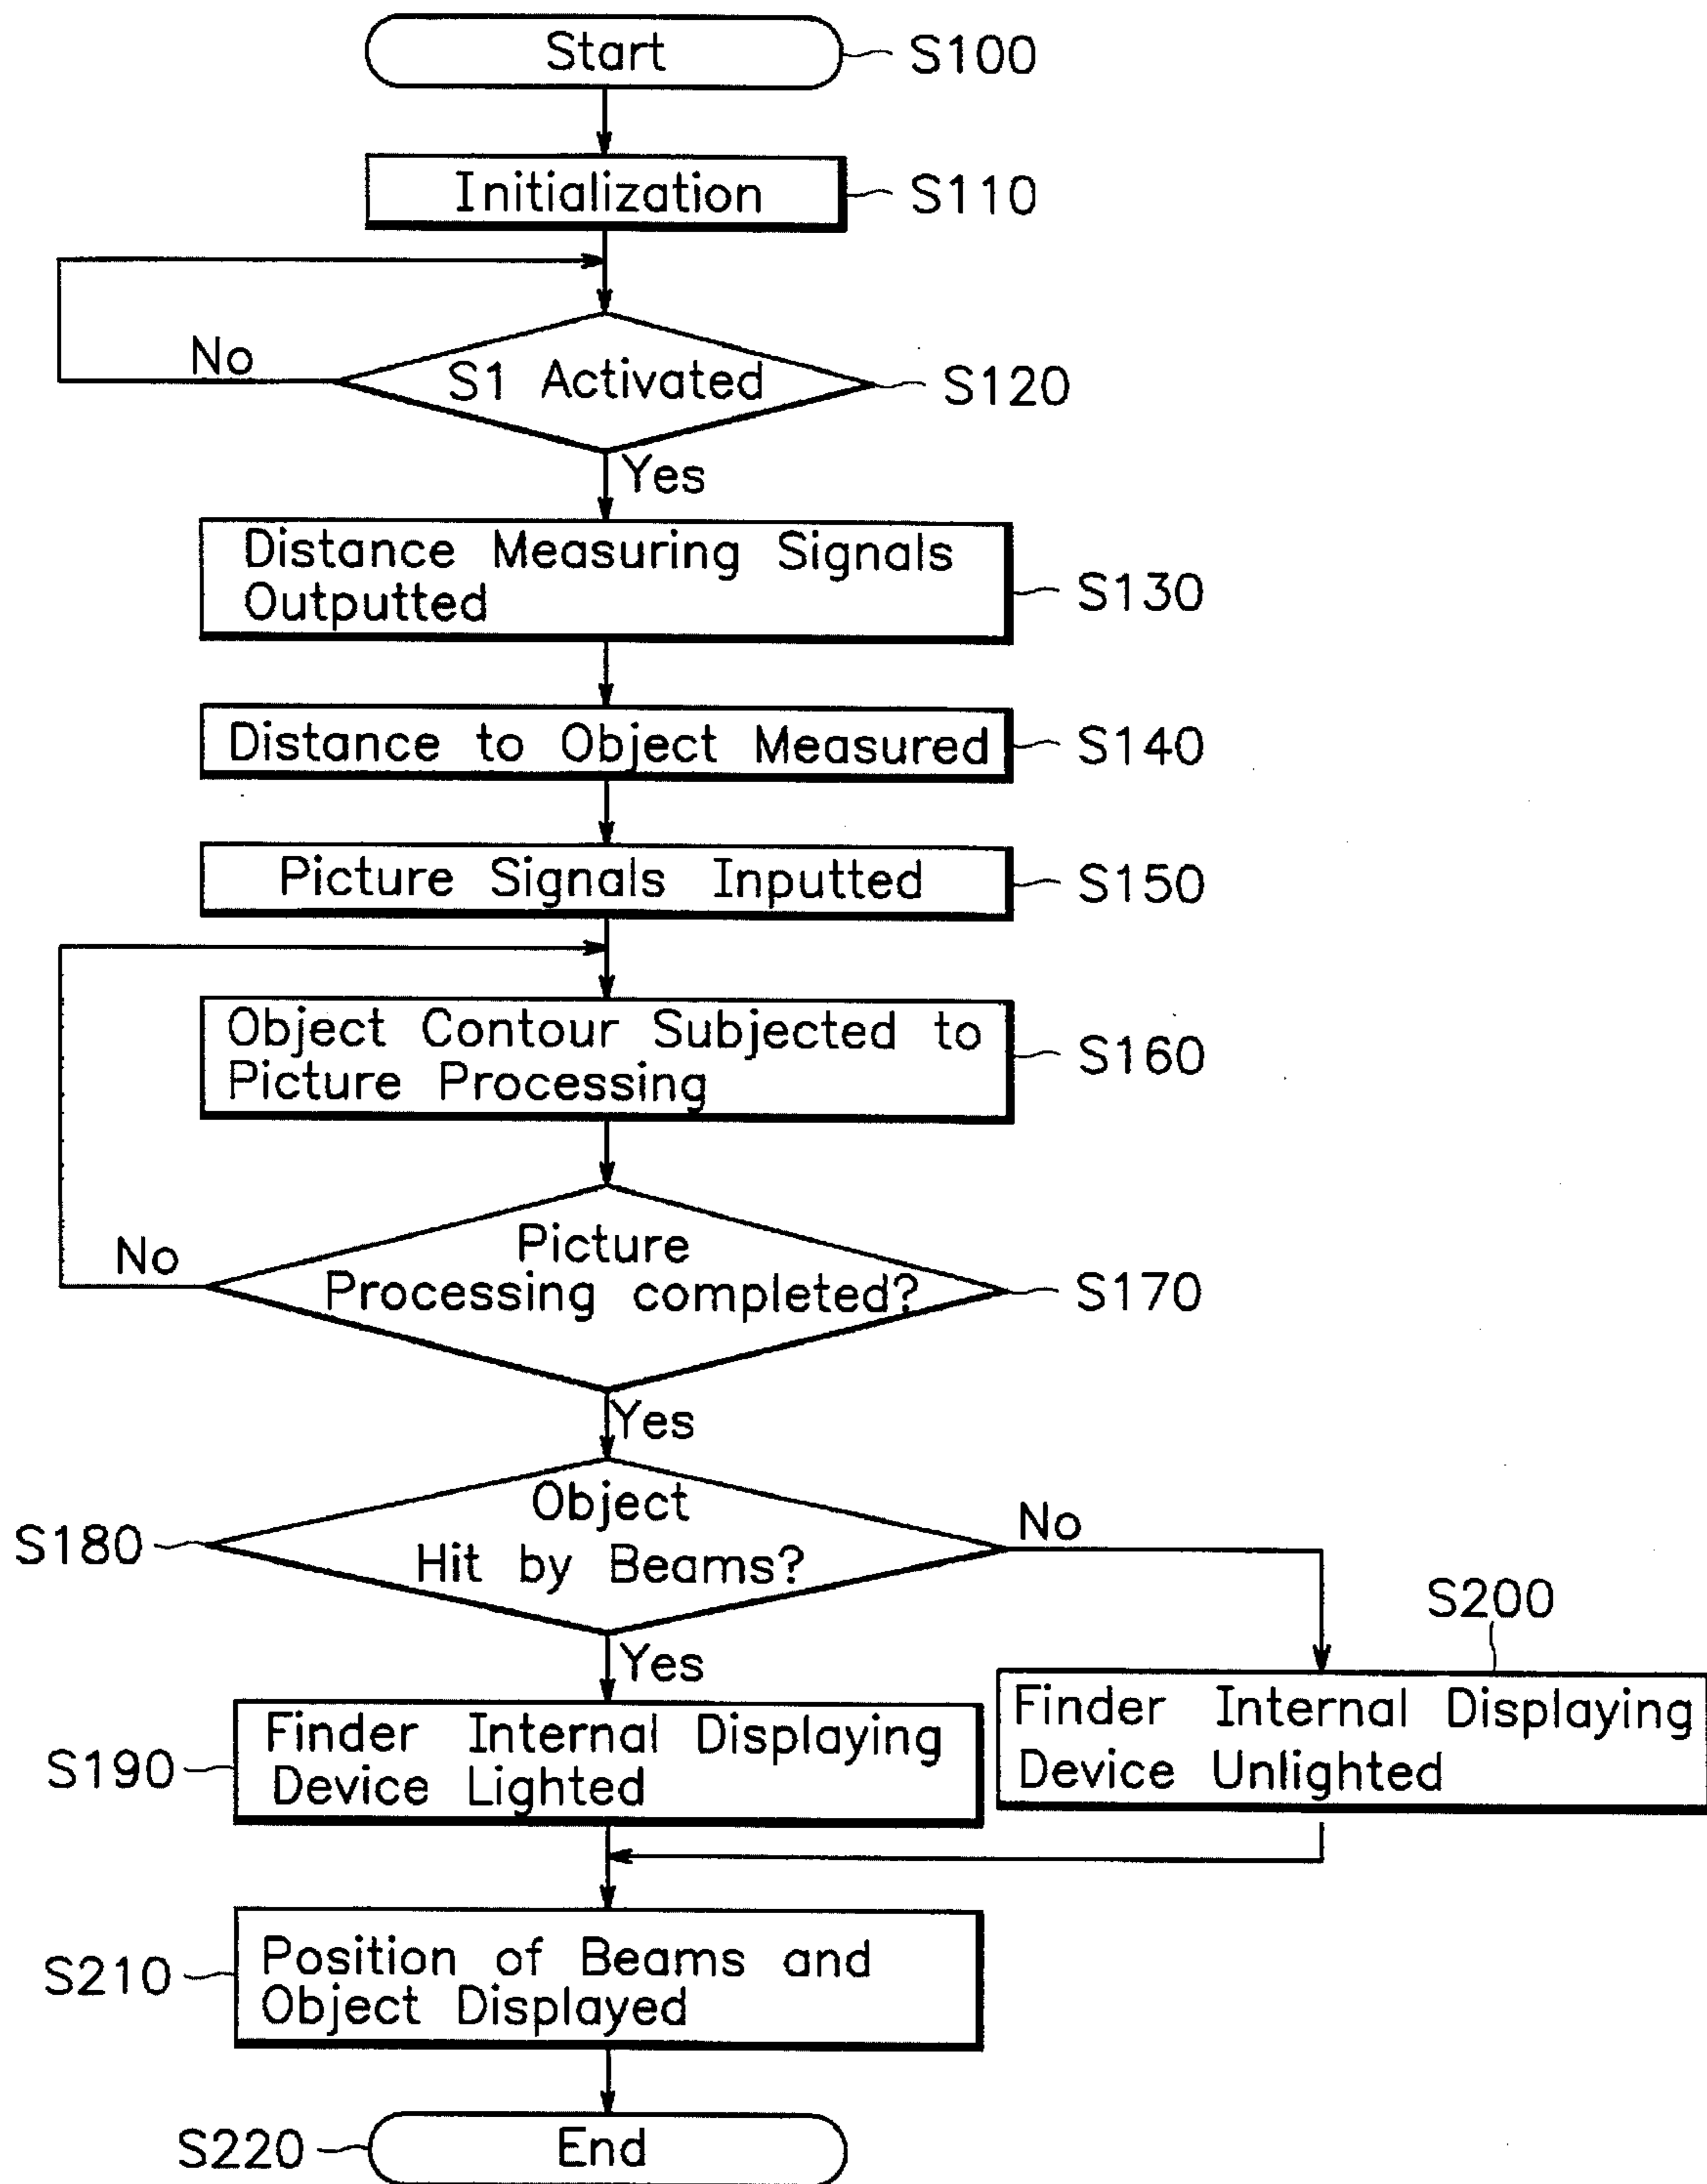 Start
S100
Initialization
S110
No
S1 Activated
S120
Yes
Distance Measuring Signals
Outputted
S130
Distance to Object Measured
S140
Picture Signals Inputted
S150
Object Contour Subjected to
Picture Processing
S160
No
Picture
Processing completed?
S170
Yes
S180
Object
Hit by Beams?
No
S200
Yes
S190
Finder Internal Displaying
Device Lighted
Finder Internal Displaying
Device Unlighted
S210
Position of Beams and
Object Displayed
S220
End